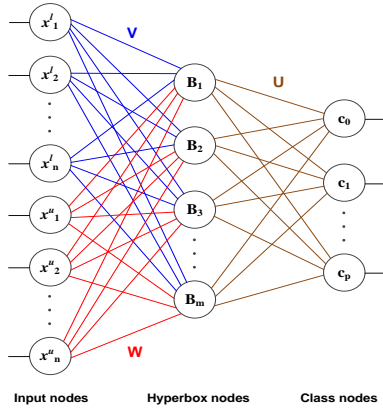 x^l_1
V
x^l_2
B_1
U
c_0
x^l_n
B_2
c_1
x^u_1
B_3
x^u_2
c_p
B_m
x^u_n
W
Input nodes Hyperbox nodes Class nodes